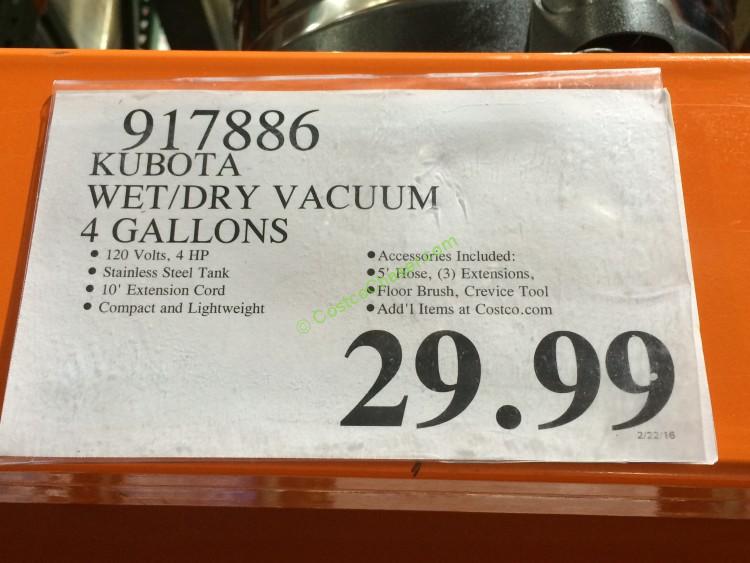 917886
KUBOTA
WET/DRY VACUUM
4 GALLONS
• 120 Volts, 4 HP
• Stainless Steel Tank
• 10' Extension Cord
• Compact and Lightweight
• Accessories Included:
• 5' Hose, (3) Extensions,
• Floor Brush, Crevice Tool
• Add'l Items at Costco.com
29.99
2/22/16
© CostcoChaser.com